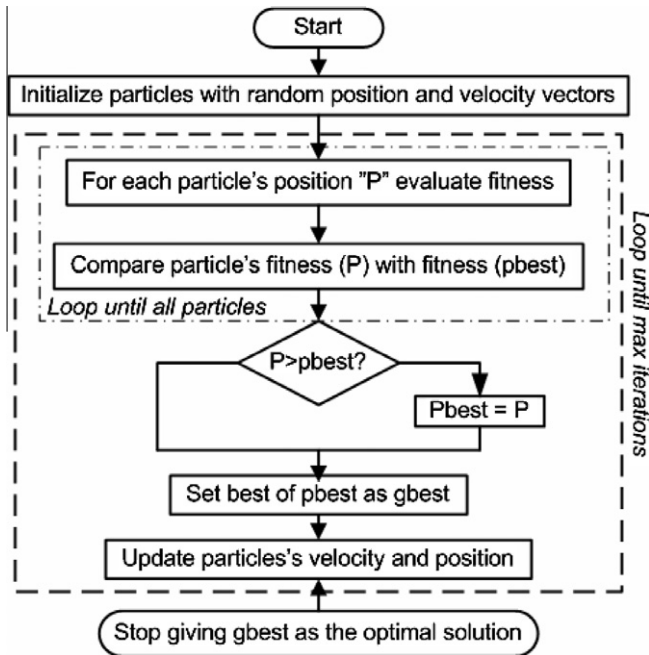 Start
Initialize particles with random position and velocity vectors
For each particle's position "P" evaluate fitness
Compare particle's fitness (P) with fitness (pbest)
Loop until all particles
Loop until max iterations
P>pbest?
Pbest = P
Set best of pbest as gbest
Update particles's velocity and position
Stop giving gbest as the optimal solution